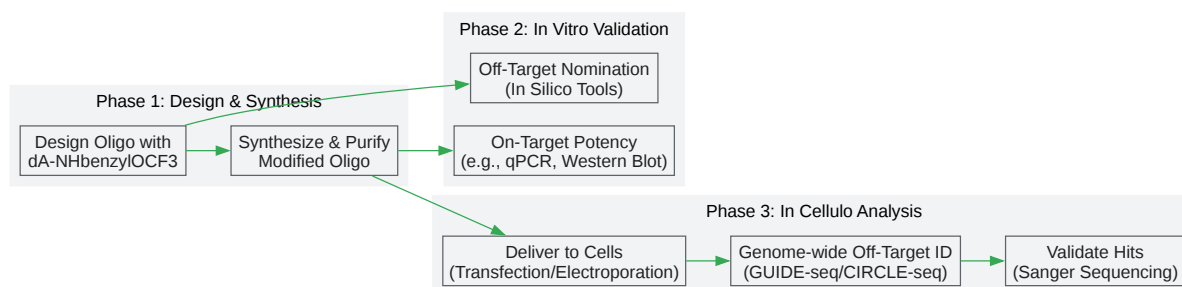 Phase 2: In Vitro Validation
Off-Target Nomination
(In Silico Tools)
Phase 1: Design & Synthesis
Design Oligo with
dA-NHbenzylOCF3
Synthesize & Purify
Modified Oligo
On-Target Potency
(e.g., qPCR, Western Blot)
Phase 3: In Cellulo Analysis
Deliver to Cells
(Transfection/Electroporation)
Genome-wide Off-Target ID
(GUIDE-seq/CIRCLE-seq)
Validate Hits
(Sanger Sequencing)